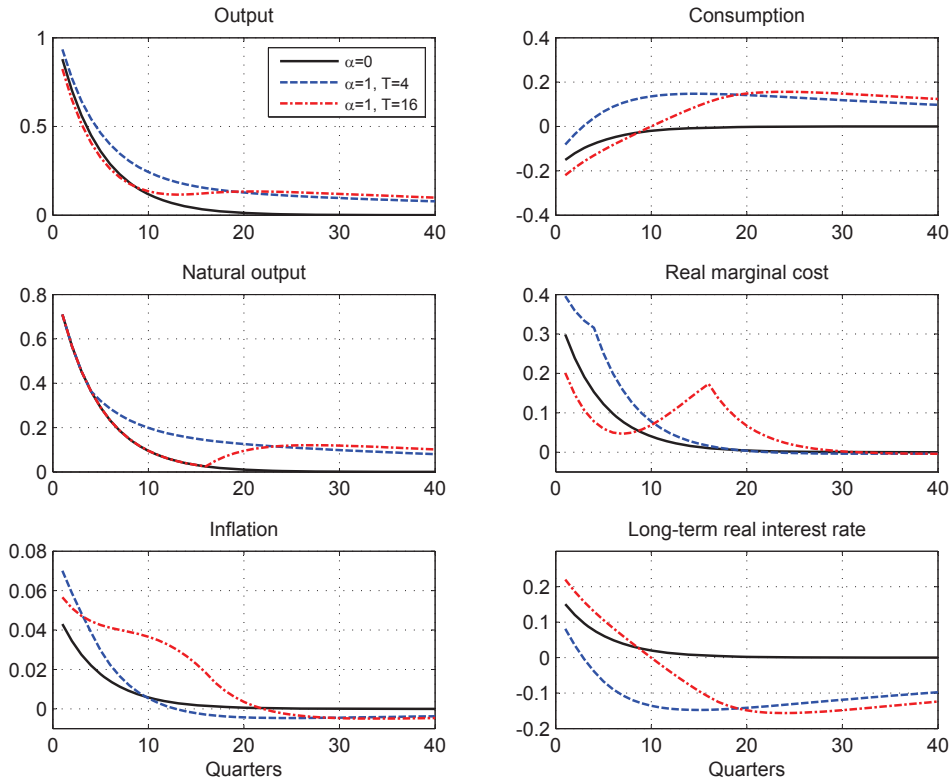 Output
1
0.5
0
0 10 20 30 40
α=0
α=1, T=4
α=1, T=16
Consumption
0.4
0.2
0
-0.2
-0.4
0 10 20 30 40
Natural output
0.8
0.6
0.4
0.2
0
0 10 20 30 40
Real marginal cost
0.4
0.3
0.2
0.1
0
0 10 20 30 40
Inflation
0.08
0.06
0.04
0.02
0
0 10 20 30 40
Quarters
Long-term real interest rate
0.2
0.1
0
-0.1
-0.2
0 10 20 30 40
Quarters